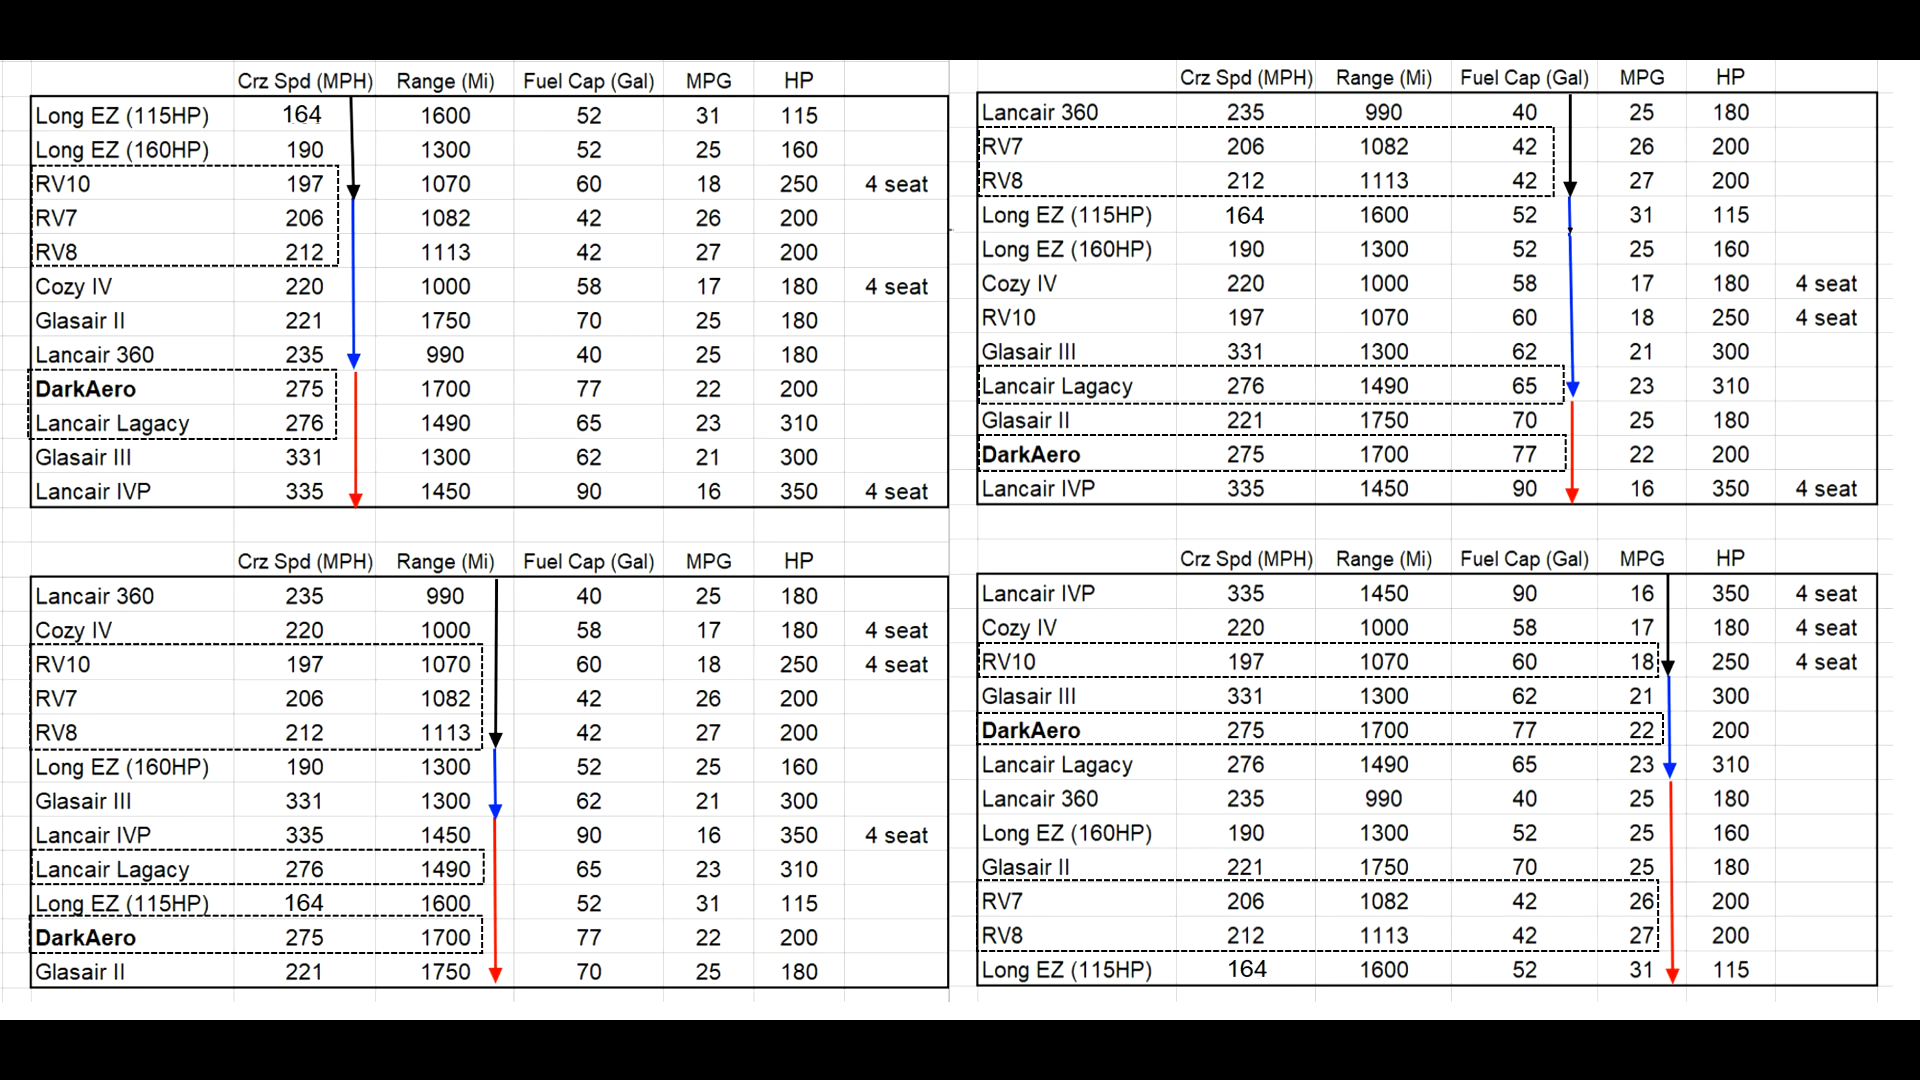 Crz Spd (MPH) Range (Mi) Fuel Cap (Gal) MPG HP
Long EZ (115HP) 164 1600 52 31 115
Long EZ (160HP) 190 1300 52 25 160
RV10 197 1070 60 18 250 4 seat
RV7 206 1082 42 26 200
RV8 212 1113 42 27 200
Cozy IV 220 1000 58 17 180 4 seat
Glasair II 221 1750 70 25 180
Lancair 360 235 990 40 25 180
DarkAero 275 1700 77 22 200
Lancair Lagacy 276 1490 65 23 310
Glasair III 331 1300 62 21 300
Lancair IVP 335 1450 90 16 350 4 seat
Crz Spd (MPH) Range (Mi) Fuel Cap (Gal) MPG HP
Lancair 360 235 990 40 25 180
RV7 206 1082 42 26 200
RV8 212 1113 42 27 200
Long EZ (115HP) 164 1600 52 31 115
Long EZ (160HP) 190 1300 52 25 160
Cozy IV 220 1000 58 17 180 4 seat
RV10 197 1070 60 18 250 4 seat
Glasair III 331 1300 62 21 300
Lancair Lagacy 276 1490 65 23 310
Glasair II 221 1750 70 25 180
DarkAero 275 1700 77 22 200
Lancair IVP 335 1450 90 16 350 4 seat
Crz Spd (MPH) Range (Mi) Fuel Cap (Gal) MPG HP
Lancair 360 235 990 40 25 180
Cozy IV 220 1000 58 17 180 4 seat
RV10 197 1070 60 18 250 4 seat
RV7 206 1082 42 26 200
RV8 212 1113 42 27 200
Long EZ (160HP) 190 1300 52 25 160
Glasair III 331 1300 62 21 300
Lancair IVP 335 1450 90 16 350 4 seat
Lancair Lagacy 276 1490 65 23 310
Long EZ (115HP) 164 1600 52 31 115
DarkAero 275 1700 77 22 200
Glasair II 221 1750 70 25 180
Crz Spd (MPH) Range (Mi) Fuel Cap (Gal) MPG HP
Lancair IVP 335 1450 90 16 350 4 seat
Cozy IV 220 1000 58 17 180 4 seat
RV10 197 1070 60 18 250 4 seat
Glasair III 331 1300 62 21 300
DarkAero 275 1700 77 22 200
Lancair Lagacy 276 1490 65 23 310
Lancair 360 235 990 40 25 180
Long EZ (160HP) 190 1300 52 25 160
Glasair II 221 1750 70 25 180
RV7 206 1082 42 26 200
RV8 212 1113 42 27 200
Long EZ (115HP) 164 1600 52 31 115